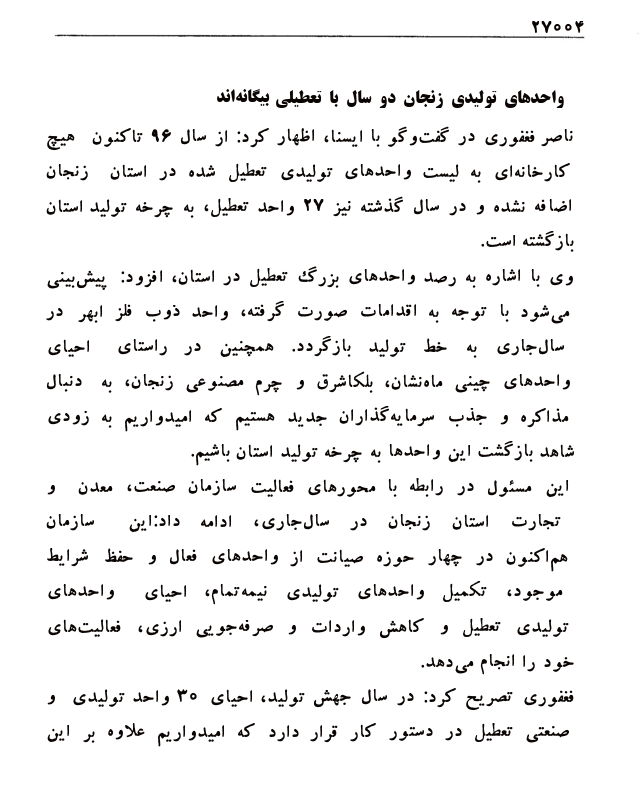 ۲۷۰۰۴
واحدهای تولیدی زنجان دو سال با تعطیلی بیگانه‌اند
ناصر فغفوری در گفت‌وگو با ایسنا، اظهار کرد: از سال ۹۶ تاکنون هیچ
کارخانه‌ای به لیست واحدهای تولیدی تعطیل شده در استان زنجان
اضافه نشده و در سال گذشته نیز ۲۷ واحد تعطیل، به چرخه تولید استان
بازگشته است.
وی با اشاره به رصد واحدهای بزرگ تعطیل در استان، افزود: پیش‌بینی
می‌شود با توجه به اقدامات صورت گرفته، واحد ذوب فلز ابهر در
سال‌جاری به خط تولید بازگردد. همچنین در راستای احیای
واحدهای چینی ماه‌نشان، بلکاشرق و چرم مصنوعی زنجان، به دنبال
مذاکره و جذب سرمایه‌گذاران جدید هستیم که امیدواریم به زودی
شاهد بازگشت این واحدها به چرخه تولید استان باشیم.
این مسئول در رابطه با محورهای فعالیت سازمان صنعت، معدن و
تجارت استان زنجان در سال‌جاری، ادامه داد:این سازمان
هم‌اکنون در چهار حوزه صیانت از واحدهای فعال و حفظ شرایط
موجود، تکمیل واحدهای تولیدی نیمه‌تمام، احیای واحدهای
تولیدی تعطیل و کاهش واردات و صرفه‌جویی ارزی، فعالیت‌های
خود را انجام می‌دهد.
فغفوری تصریح کرد: در سال جهش تولید، احیای ۳۰ واحد تولیدی و
صنعتی تعطیل در دستور کار قرار دارد که امیدواریم علاوه بر این